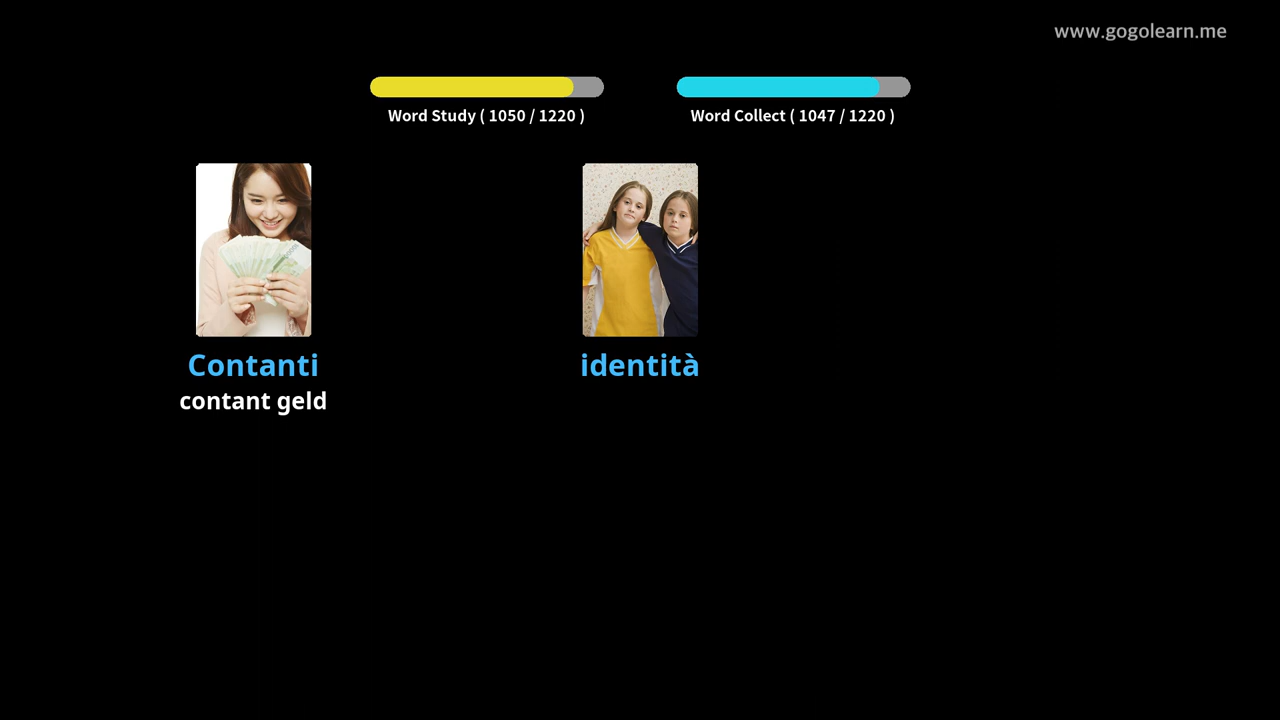 www.gogolearn.me
Word Study ( 1050 / 1220 )
Word Collect ( 1047 / 1220 )
Contanti
contant geld
identità